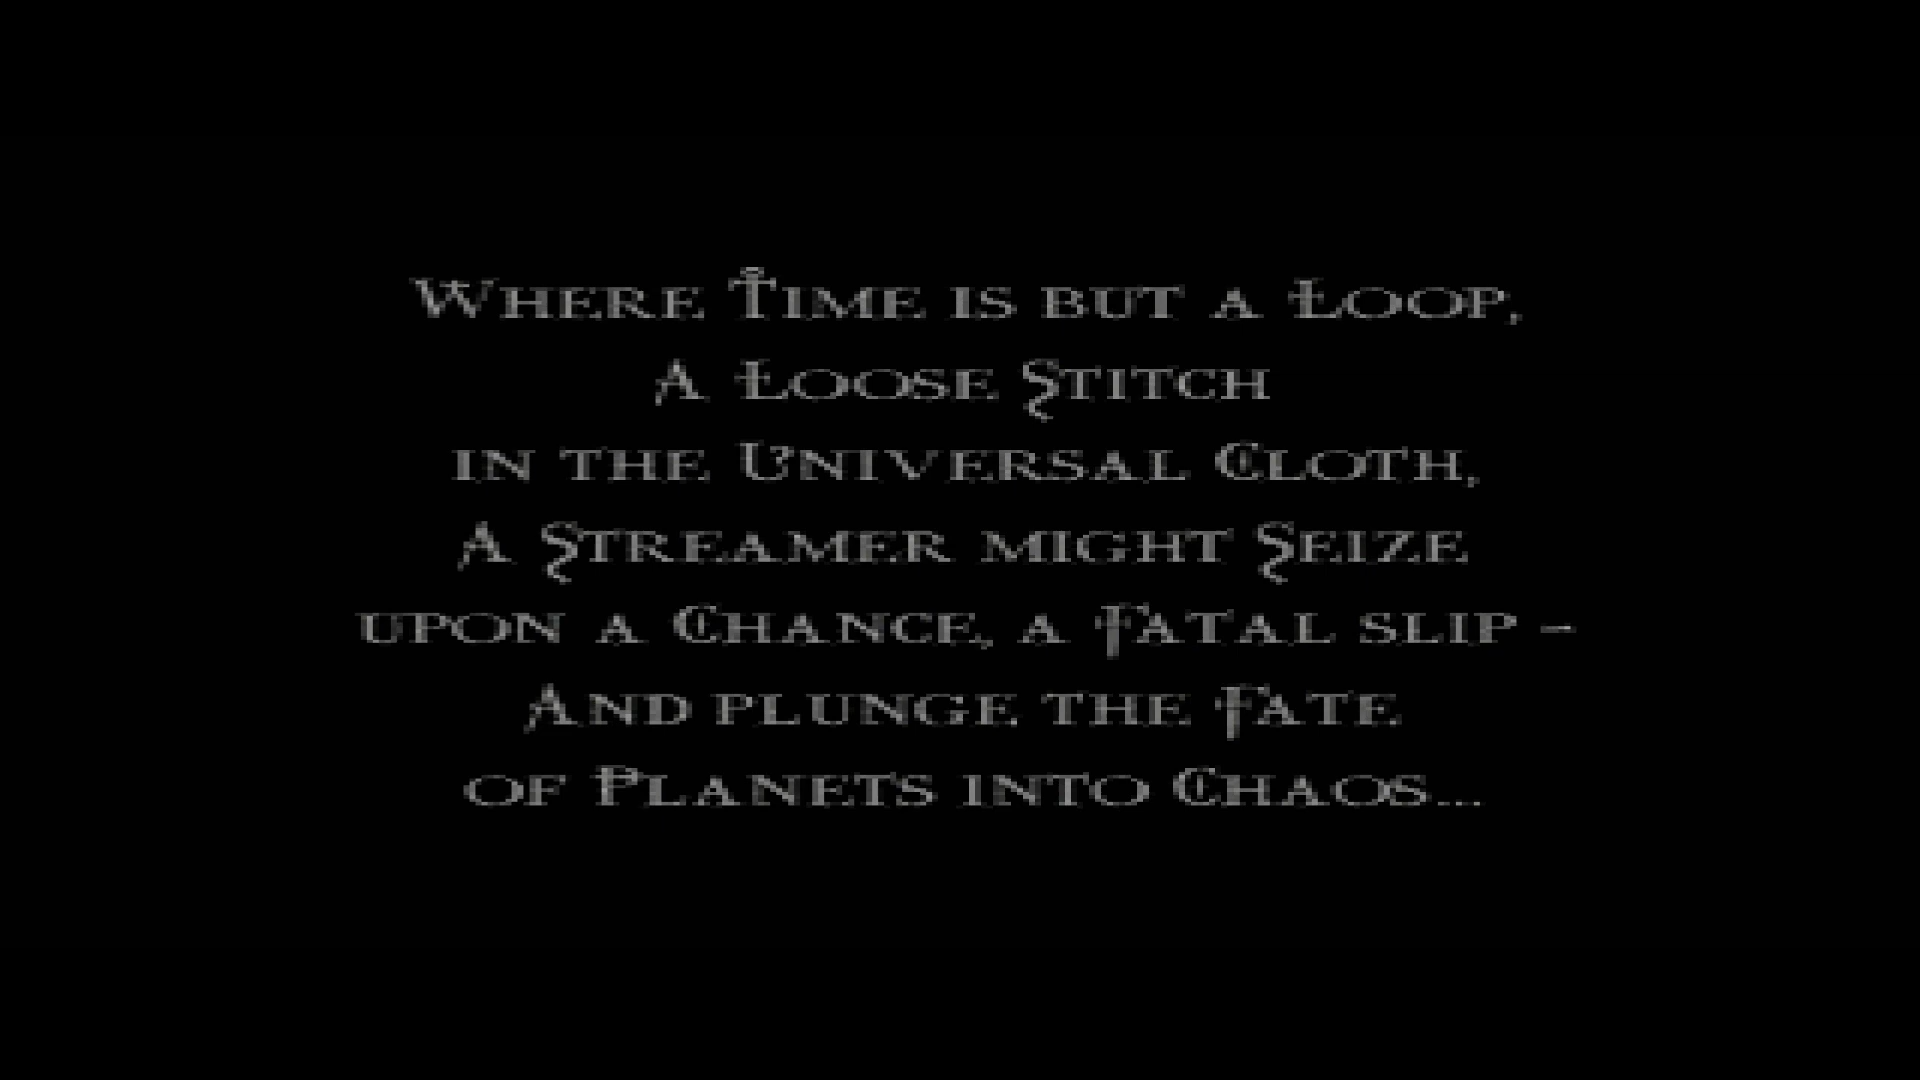 Where Time is but a Loop,
A Loose Stitch
in the Universal Cloth,
A Streamer might Seize
upon a Chance, a Fatal slip –
And plunge the Fate
of Planets into Chaos...